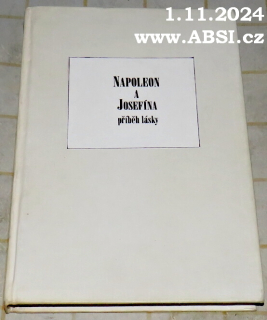 1.11.2024
www.ABSI.cz
NAPOLEON
A
JOSEFÍNA
příběh lásky